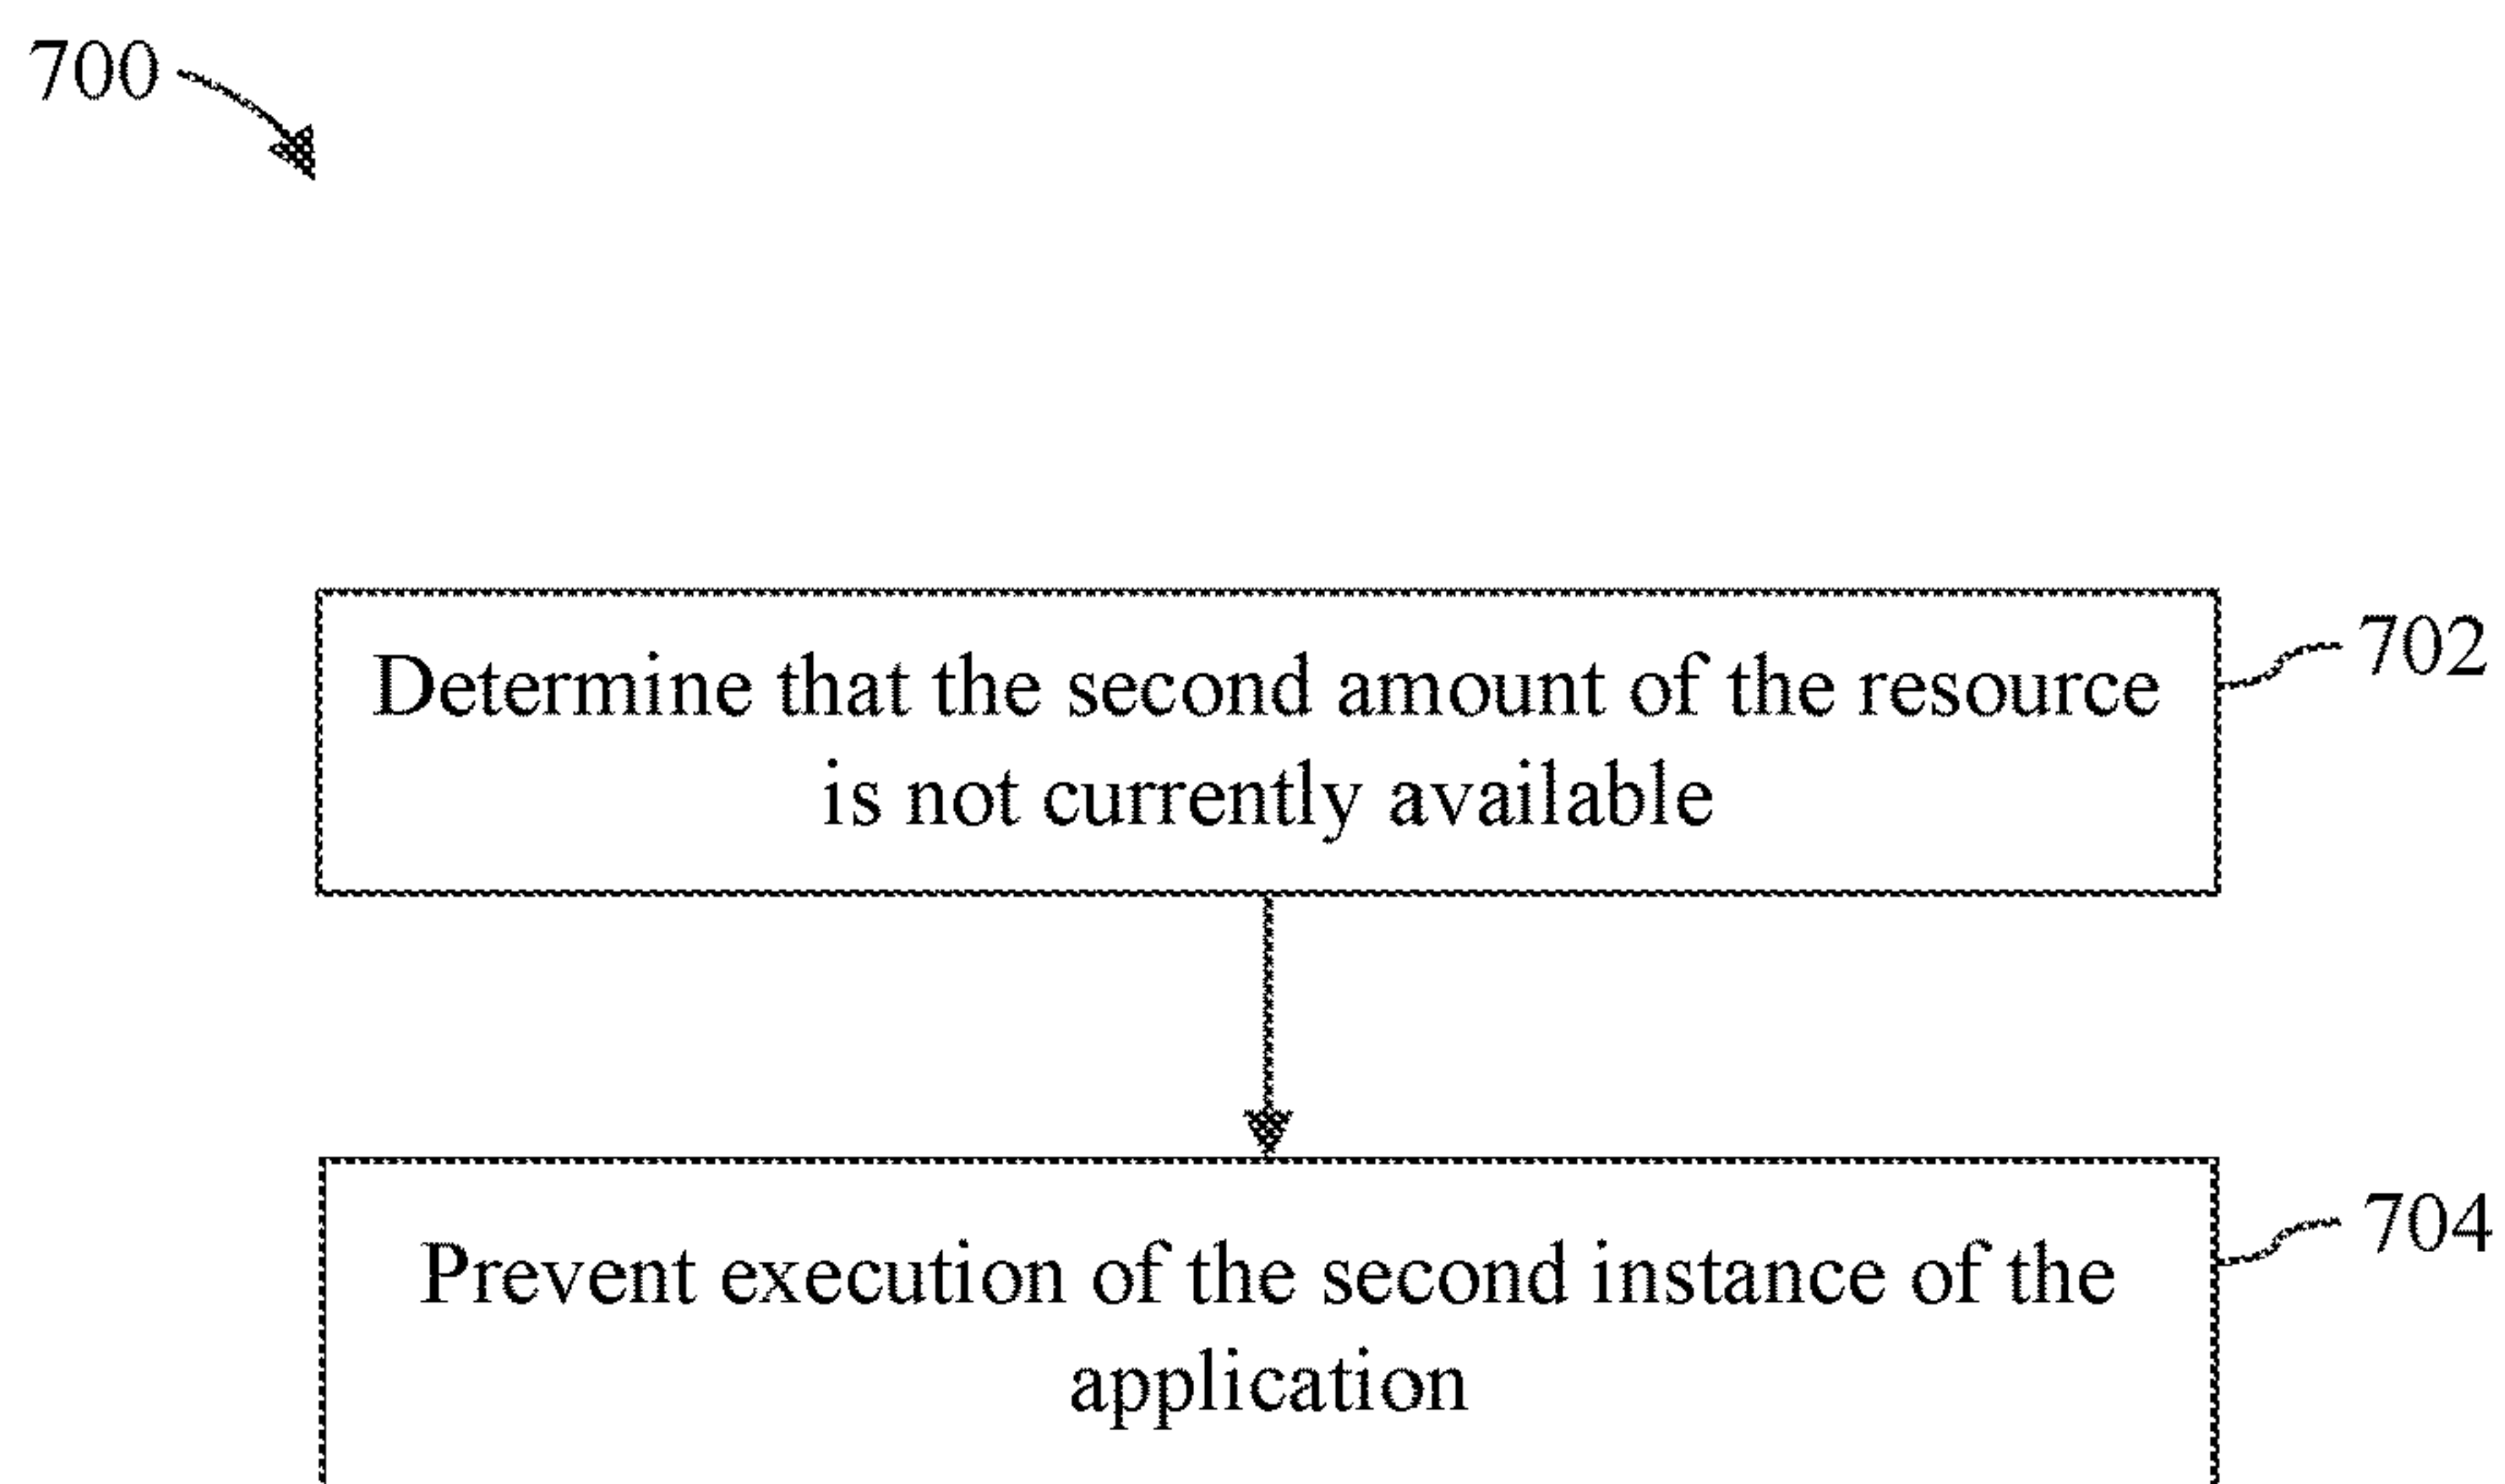 700
Determine that the second amount of the resource
is not currently available
702
Prevent execution of the second instance of the
application
704